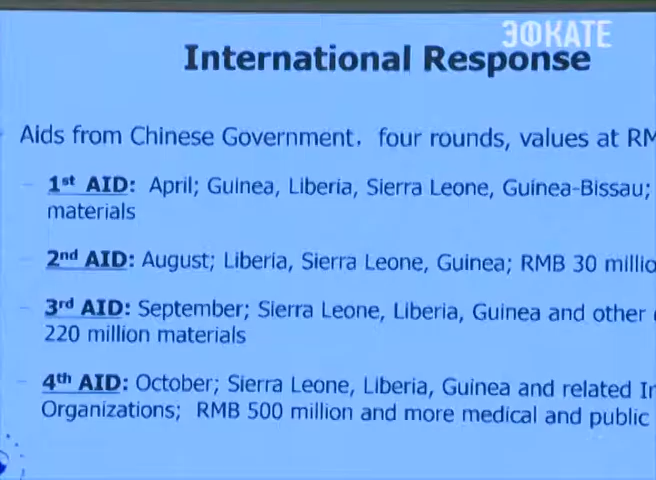 ЭФКАТЕ
International Response
Aids from Chinese Government, four rounds, values at RM
1st AID: April; Guinea, Liberia, Sierra Leone, Guinea-Bissau;
materials
2nd AID: August; Liberia, Sierra Leone, Guinea; RMB 30 millio
3rd AID: September; Sierra Leone, Liberia, Guinea and other
220 million materials
4th AID: October; Sierra Leone, Liberia, Guinea and related In
Organizations; RMB 500 million and more medical and public